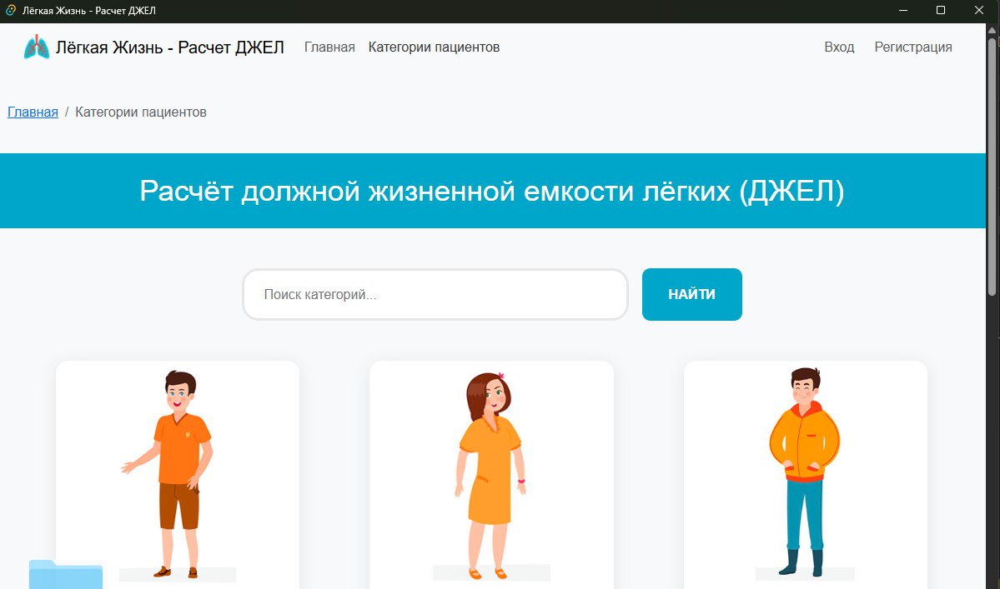 Лёгкая Жизнь - Расчет ДЖЕЛ
Лёгкая Жизнь - Расчет ДЖЕЛ Главная Категории пациентов Вход Регистрация
Главная / Категории пациентов
Расчёт должной жизненной емкости лёгких (ДЖЕЛ)
Поиск категорий... НАЙТИ